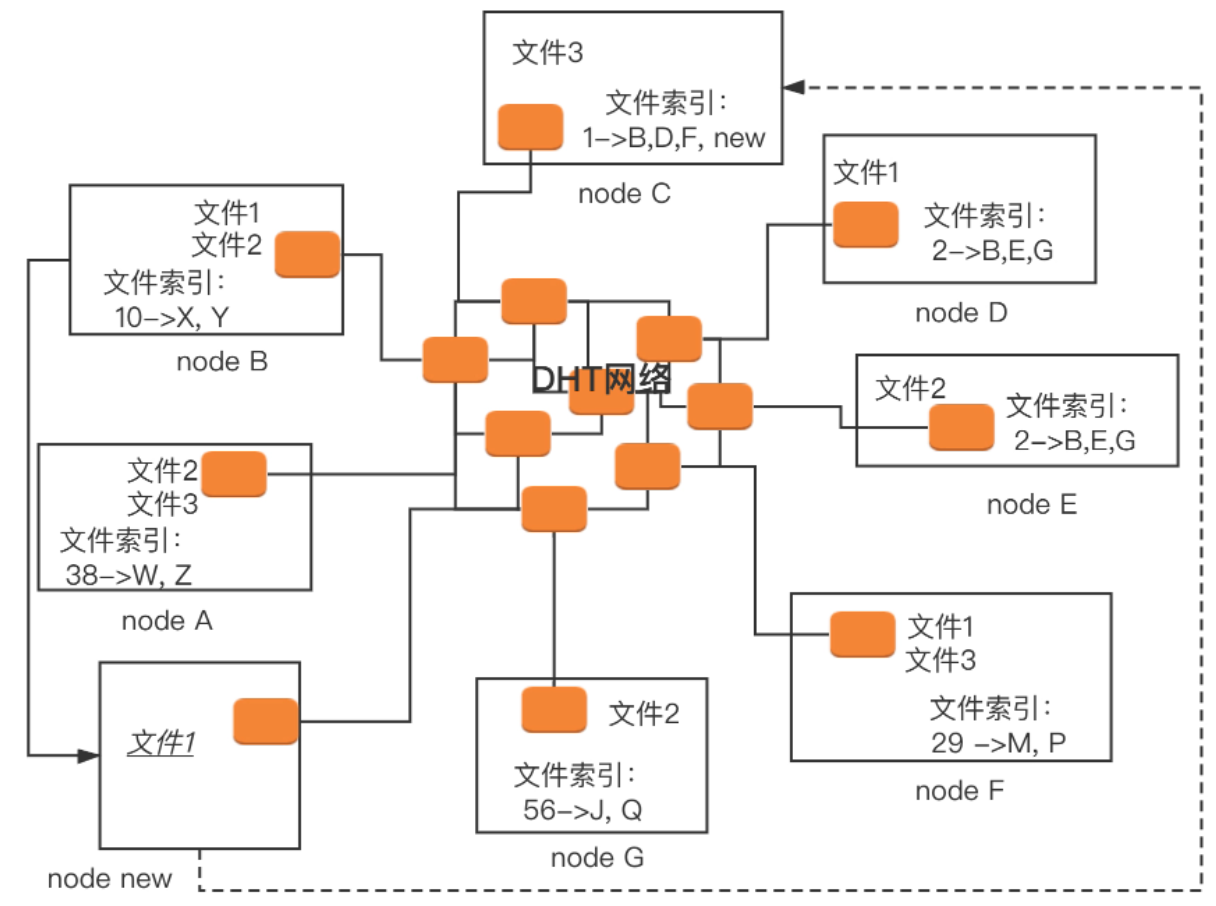 文件3
文件索引：
1->B,D,F, new
node C
文件1
文件索引：
2->B,E,G
node D
文件1
文件2
文件索引：
10->X, Y
node B
DHT网络
文件2
文件索引：
2->B,E,G
node E
文件2
文件3
文件索引：
38->W, Z
node A
文件1
文件3
文件索引：
29 ->M, P
node F
文件1
node new
文件2
文件索引：
56->J, Q
node G